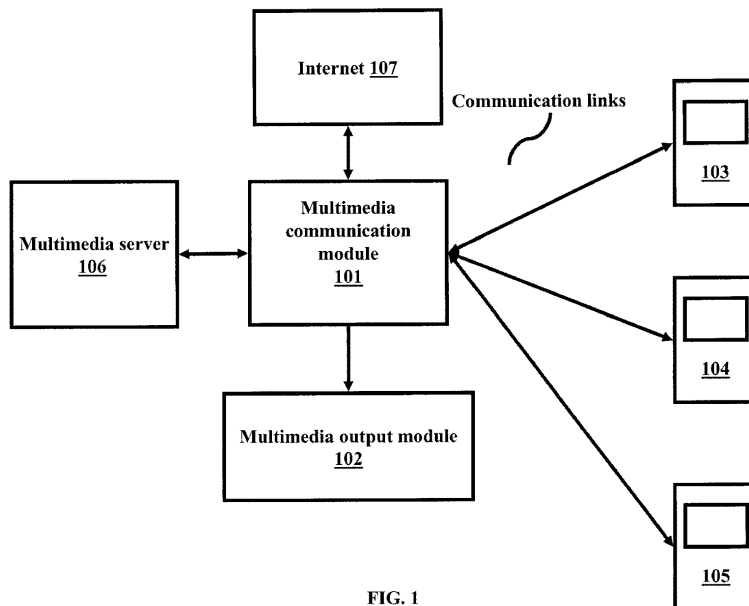 Internet 107
Communication links
103
Multimedia
communication
module
101
Multimedia server
106
104
Multimedia output module
102
105
FIG. 1